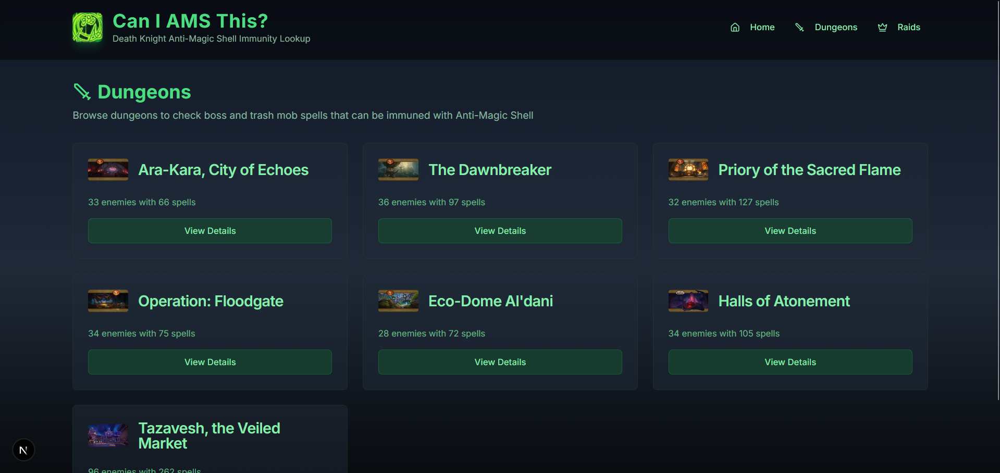 Can I AMS This?
Death Knight Anti-Magic Shell Immunity Lookup
Home
Dungeons
Raids
Dungeons
Browse dungeons to check boss and trash mob spells that can be immuned with Anti-Magic Shell
Ara-Kara, City of Echoes
33 enemies with 66 spells
View Details
The Dawnbreaker
36 enemies with 97 spells
View Details
Priory of the Sacred Flame
32 enemies with 127 spells
View Details
Operation: Floodgate
34 enemies with 75 spells
View Details
Eco-Dome Al'dani
28 enemies with 72 spells
View Details
Halls of Atonement
34 enemies with 105 spells
View Details
Tazavesh, the Veiled
Market
96 enemies with 262 spells
N